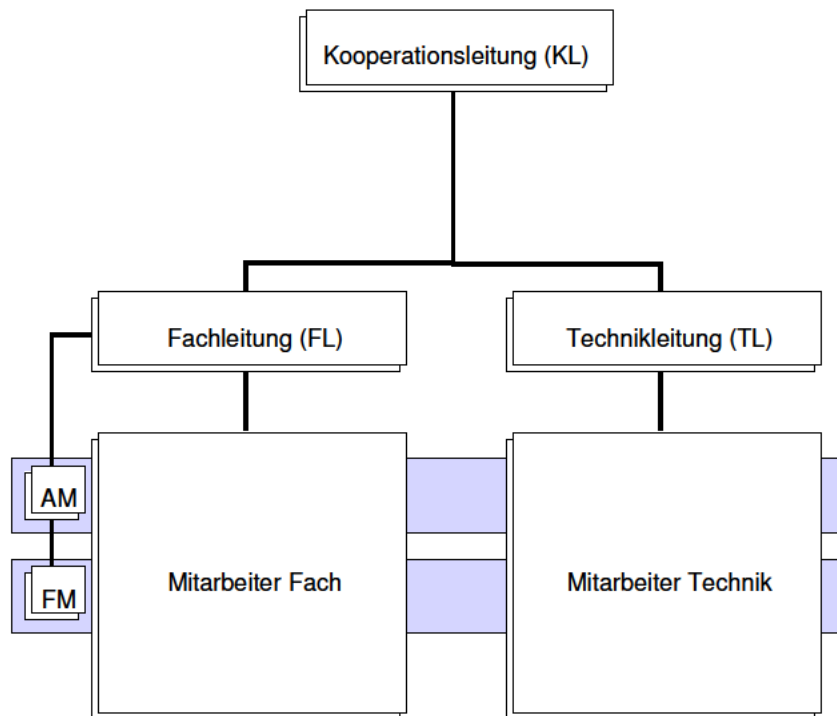 Kooperationsleitung (KL)
Fachleitung (FL)
Technikleitung (TL)
AM
FM
Mitarbeiter Fach
Mitarbeiter Technik